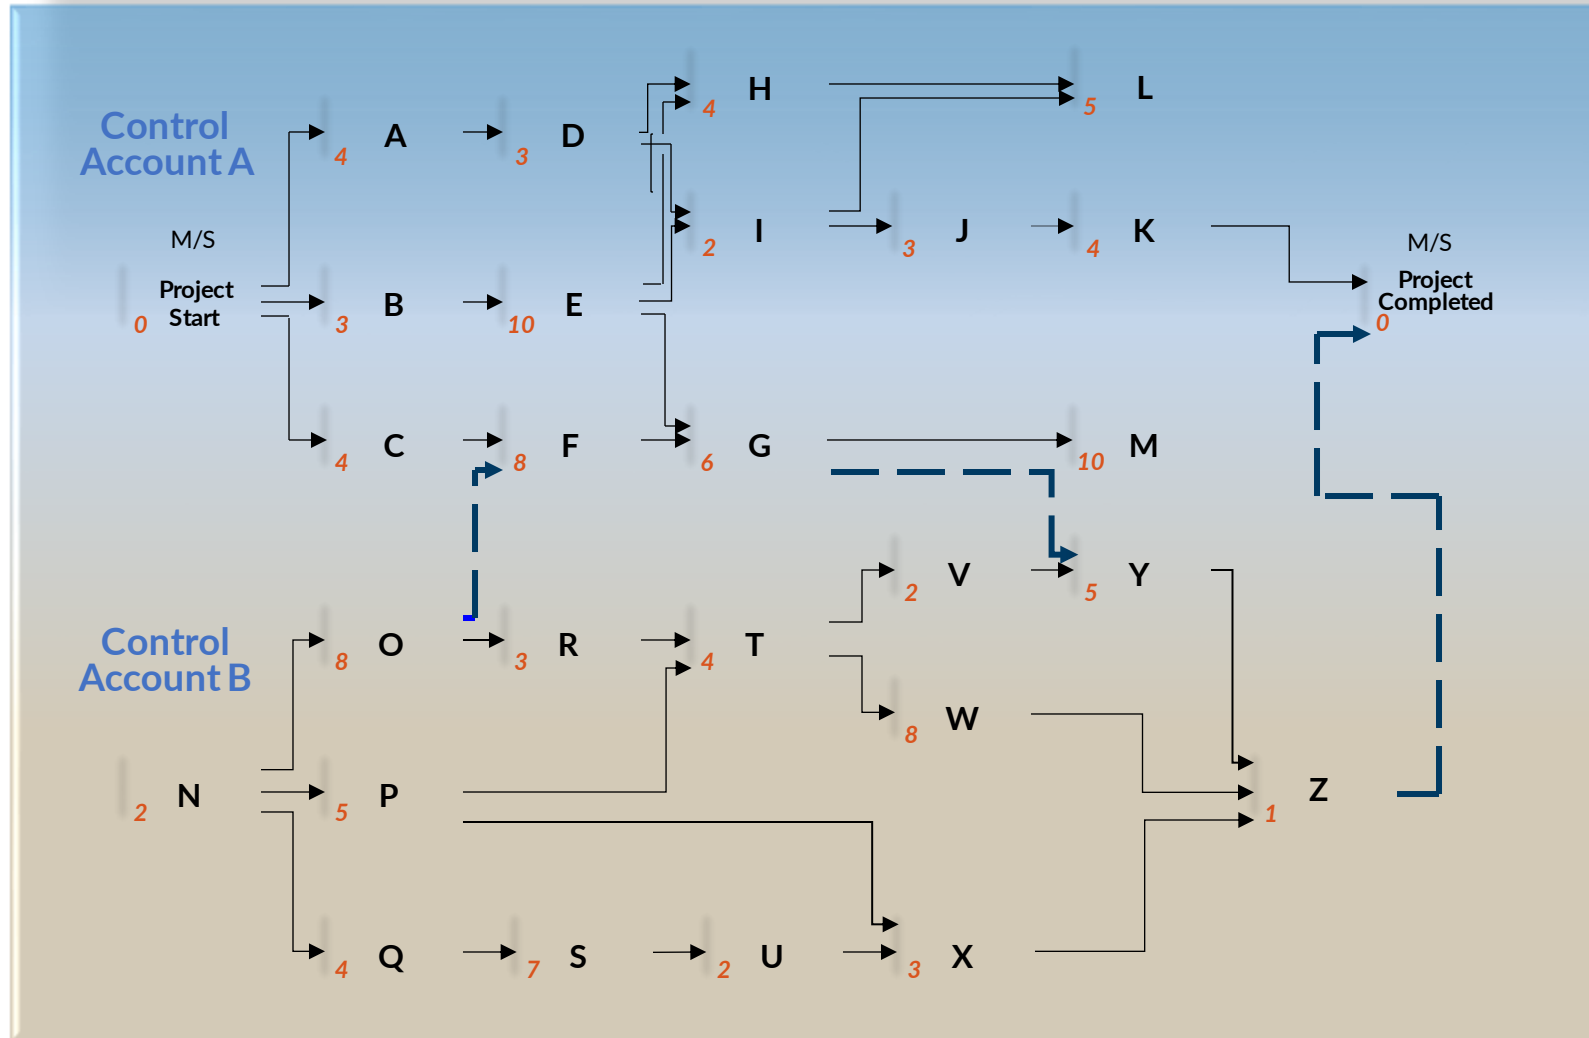 H
4
L
5
Control
Account A
4
A
3
D
M/S
2
I
3
J
4
K
M/S
Project
Start
0
3
B
10
E
Project
Completed
0
4
C
8
F
6
G
10
M
2
V
5
Y
Control
Account B
8
O
3
R
4
T
8
W
2
N
5
P
1
Z
4
Q
7
S
2
U
3
X